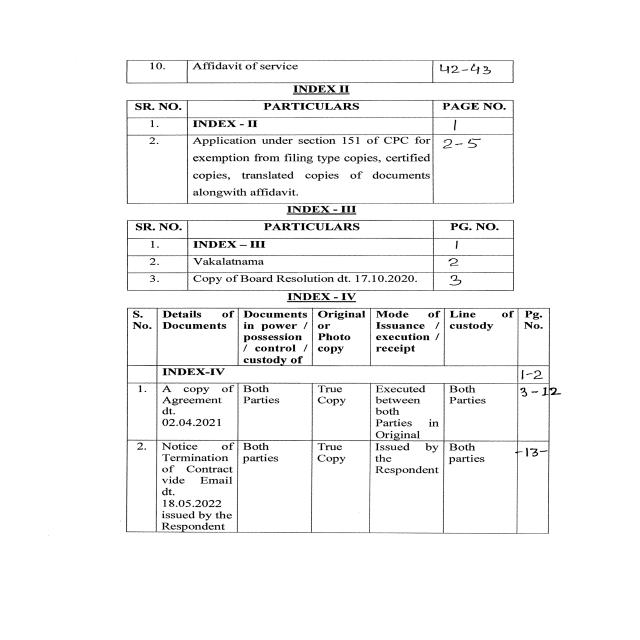 10. Affidavit of service 42-43
INDEX II
SR. NO. PARTICULARS PAGE NO.
1. INDEX - II 1
2. Application under section 151 of CPC for 2-5
exemption from filing type copies, certified
copies, translated copies of documents
alongwith affidavit.
INDEX - III
SR. NO. PARTICULARS PG. NO.
1. INDEX – III 1
2. Vakalatnama 2
3. Copy of Board Resolution dt. 17.10.2020. 3
INDEX - IV
S. Details of Documents Original Mode of Line of Pg.
No. Documents in power / or Issuance / custody No.
possession Photo execution /
/ control / copy receipt
custody of
INDEX-IV 1-2
1. A copy of Both True Executed Both 3-12
Agreement Parties Copy between Parties
dt. both
02.04.2021 Parties in
Original
2. Notice of Both True Issued by Both -13-
Termination parties Copy the parties
of Contract Respondent
vide Email
dt.
18.05.2022
issued by the
Respondent